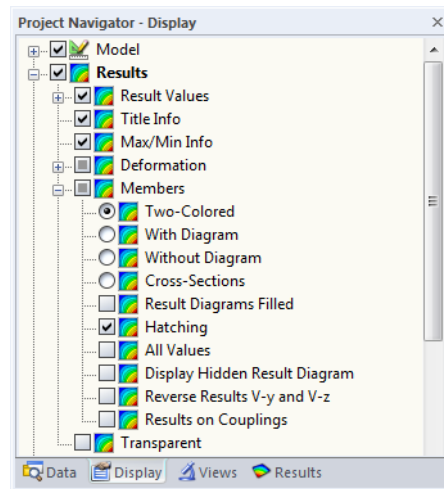 Project Navigator - Display
Model
Results
Result Values
Title Info
Max/Min Info
Deformation
Members
Two-Colored
With Diagram
Without Diagram
Cross-Sections
Result Diagrams Filled
Hatching
All Values
Display Hidden Result Diagram
Reverse Results V-y and V-z
Results on Couplings
Transparent
Data Display Views Results